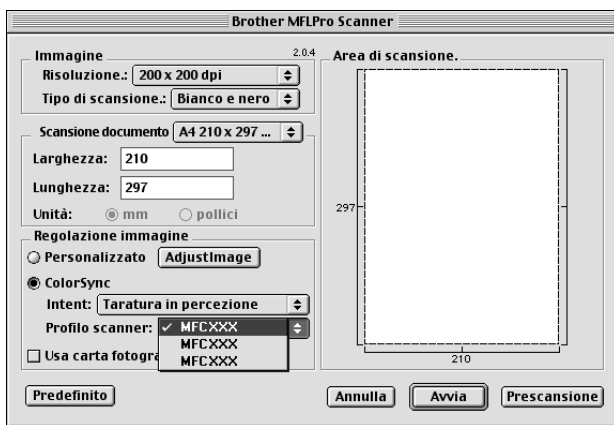 Brother MFLPro Scanner
Immagine
2.0.4
Risoluzione.: 200 x 200 dpi
Tipo di scansione.: Bianco e nero
Scansione documento A4 210 x 297 ...
Larghezza: 210
Lunghezza: 297
Unità: mm pollici
Regolazione immagine
Personalizzato AdjustImage
ColorSync
Intent: Taratura in percezione
Profilo scanner: ✓ MFCXXX
MFCXXX
MFCXXX
Usa carta fotogra
Predefinito
Area di scansione.
297
210
Annulla Avvia Prescansione